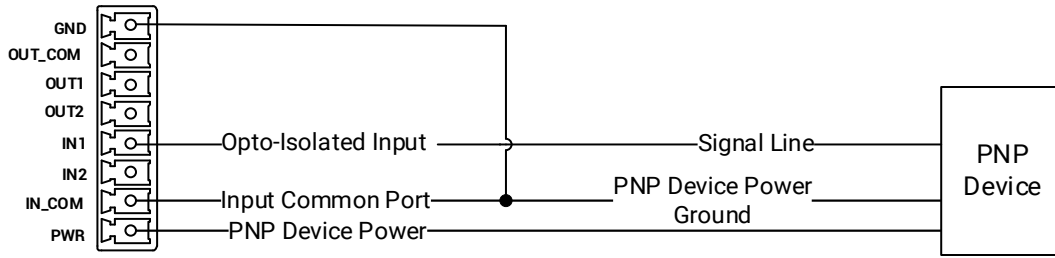 GND
OUT_COM
OUT1
OUT2
IN1
IN2
IN_COM
PWR
Opto-Isolated Input
Signal Line
Input Common Port
PNP Device Power
Ground
PNP Device Power
PNP
Device